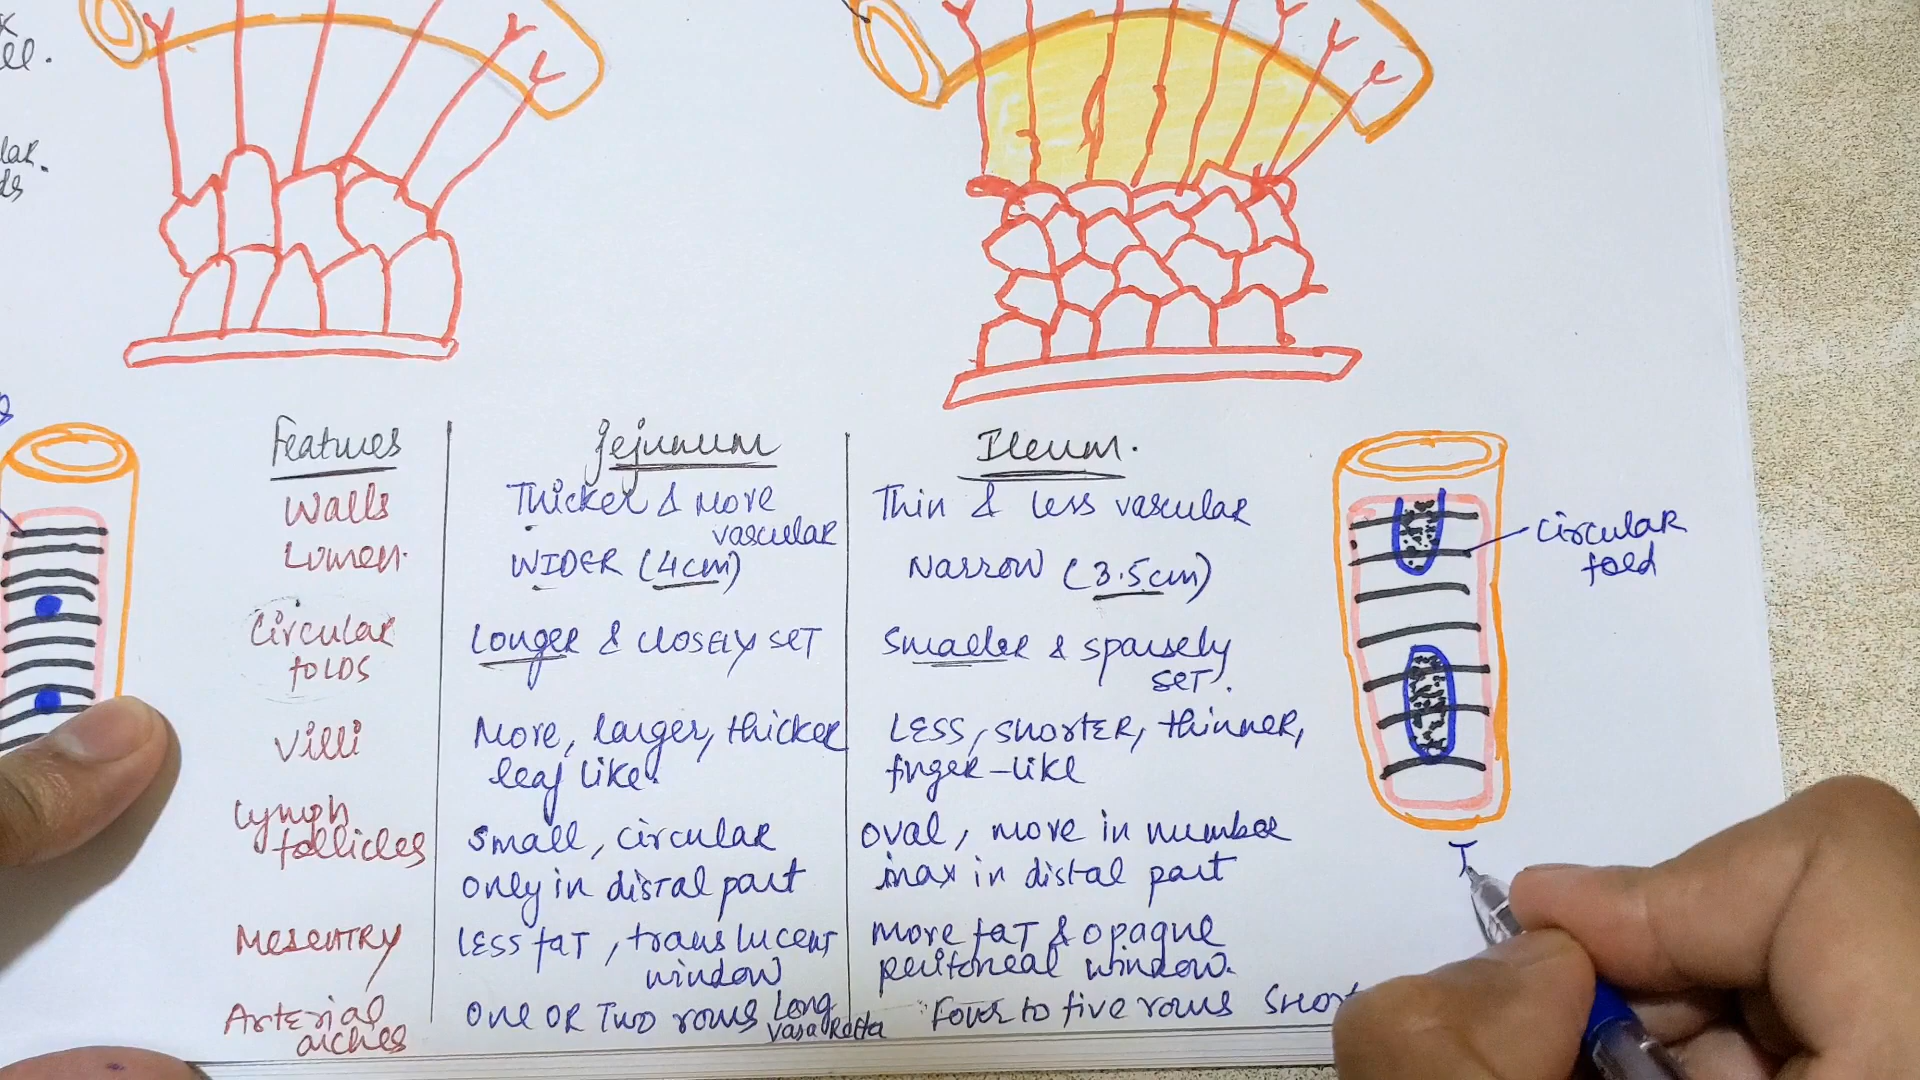 ll.
Features
Jejunum
Ileum.
Walls
Thicker & More
vascular
Thin & less vascular
Lumen.
WIDER (4cm)
Narrow (3.5cm)
Circular
folds
Longer & closely set
Smaller & sparsely
set.
Villi
More, larger, thicker
leaf like.
Less, shorter, thinner,
finger-like
Lymph
follicles
small, circular
only in distal part
oval, more in number
max in distal part
Mesentry
Less fat, translucent
window
more fat & opaque
peritoneal window.
Arterial
arches
One or Two rows Long
vasa Recta
Four to five rows Short
circular
fold
I